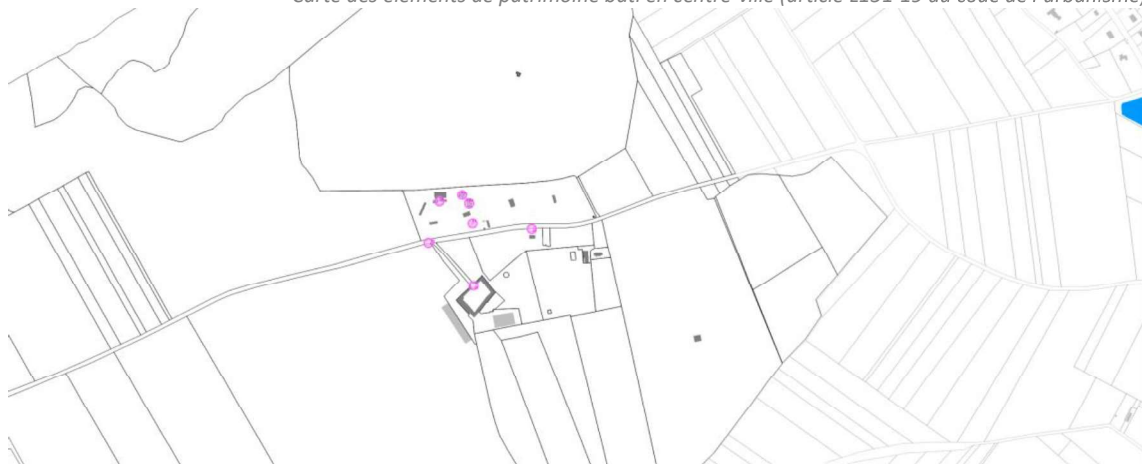 Carte des éléments de patrimoine bâti en centre-ville (article L151-19 du code de l'urbanisme)